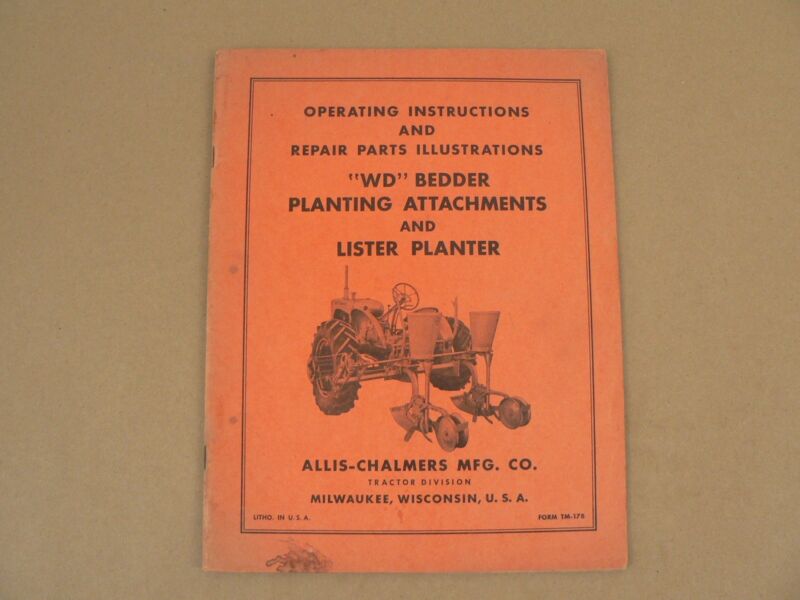 OPERATING INSTRUCTIONS
AND
REPAIR PARTS ILLUSTRATIONS
"WD" BEDDER
PLANTING ATTACHMENTS
AND
LISTER PLANTER
ALLIS-CHALMERS MFG. CO.
TRACTOR DIVISION
MILWAUKEE, WISCONSIN, U. S. A.
LITHO. IN U. S. A.
FORM TM-178